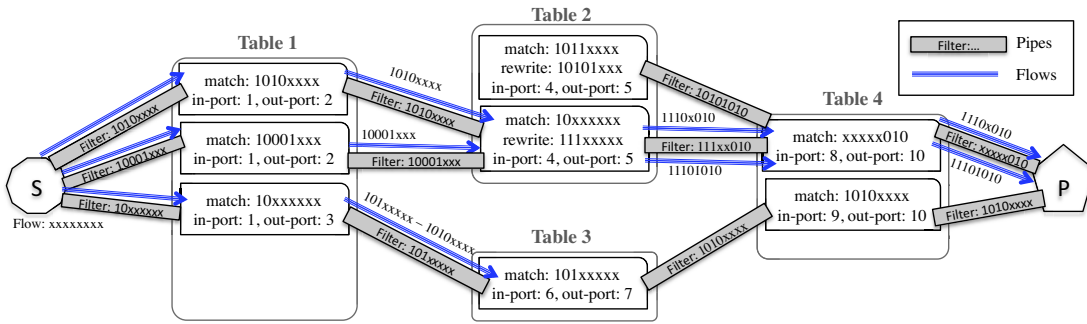 Table 1
Table 2
Table 3
Table 4
Filter:...
Pipes
Flows
S
Flow: xxxxxxxx
Filter: 1010xxxx
Filter: 10001xxx
Filter: 10xxxxxx
match: 1010xxxx
in-port: 1, out-port: 2
match: 10001xxx
in-port: 1, out-port: 2
match: 10xxxxxx
in-port: 1, out-port: 3
1010xxxx
Filter: 1010xxxx
10001xxx
Filter: 10001xxx
101xxxxx – 1010xxxx
Filter: 101xxxxx
match: 1011xxxx
rewrite: 10101xxx
in-port: 4, out-port: 5
match: 10xxxxxx
rewrite: 111xxxxx
in-port: 4, out-port: 5
match: 101xxxxx
in-port: 6, out-port: 7
Filter: 10101010
1110x010
Filter: 111xx010
11101010
Filter: 1010xxxx
match: xxxxx010
in-port: 8, out-port: 10
match: 1010xxxx
in-port: 9, out-port: 10
1110x010
Filter: xxxxx010
11101010
Filter: 1010xxxx
P